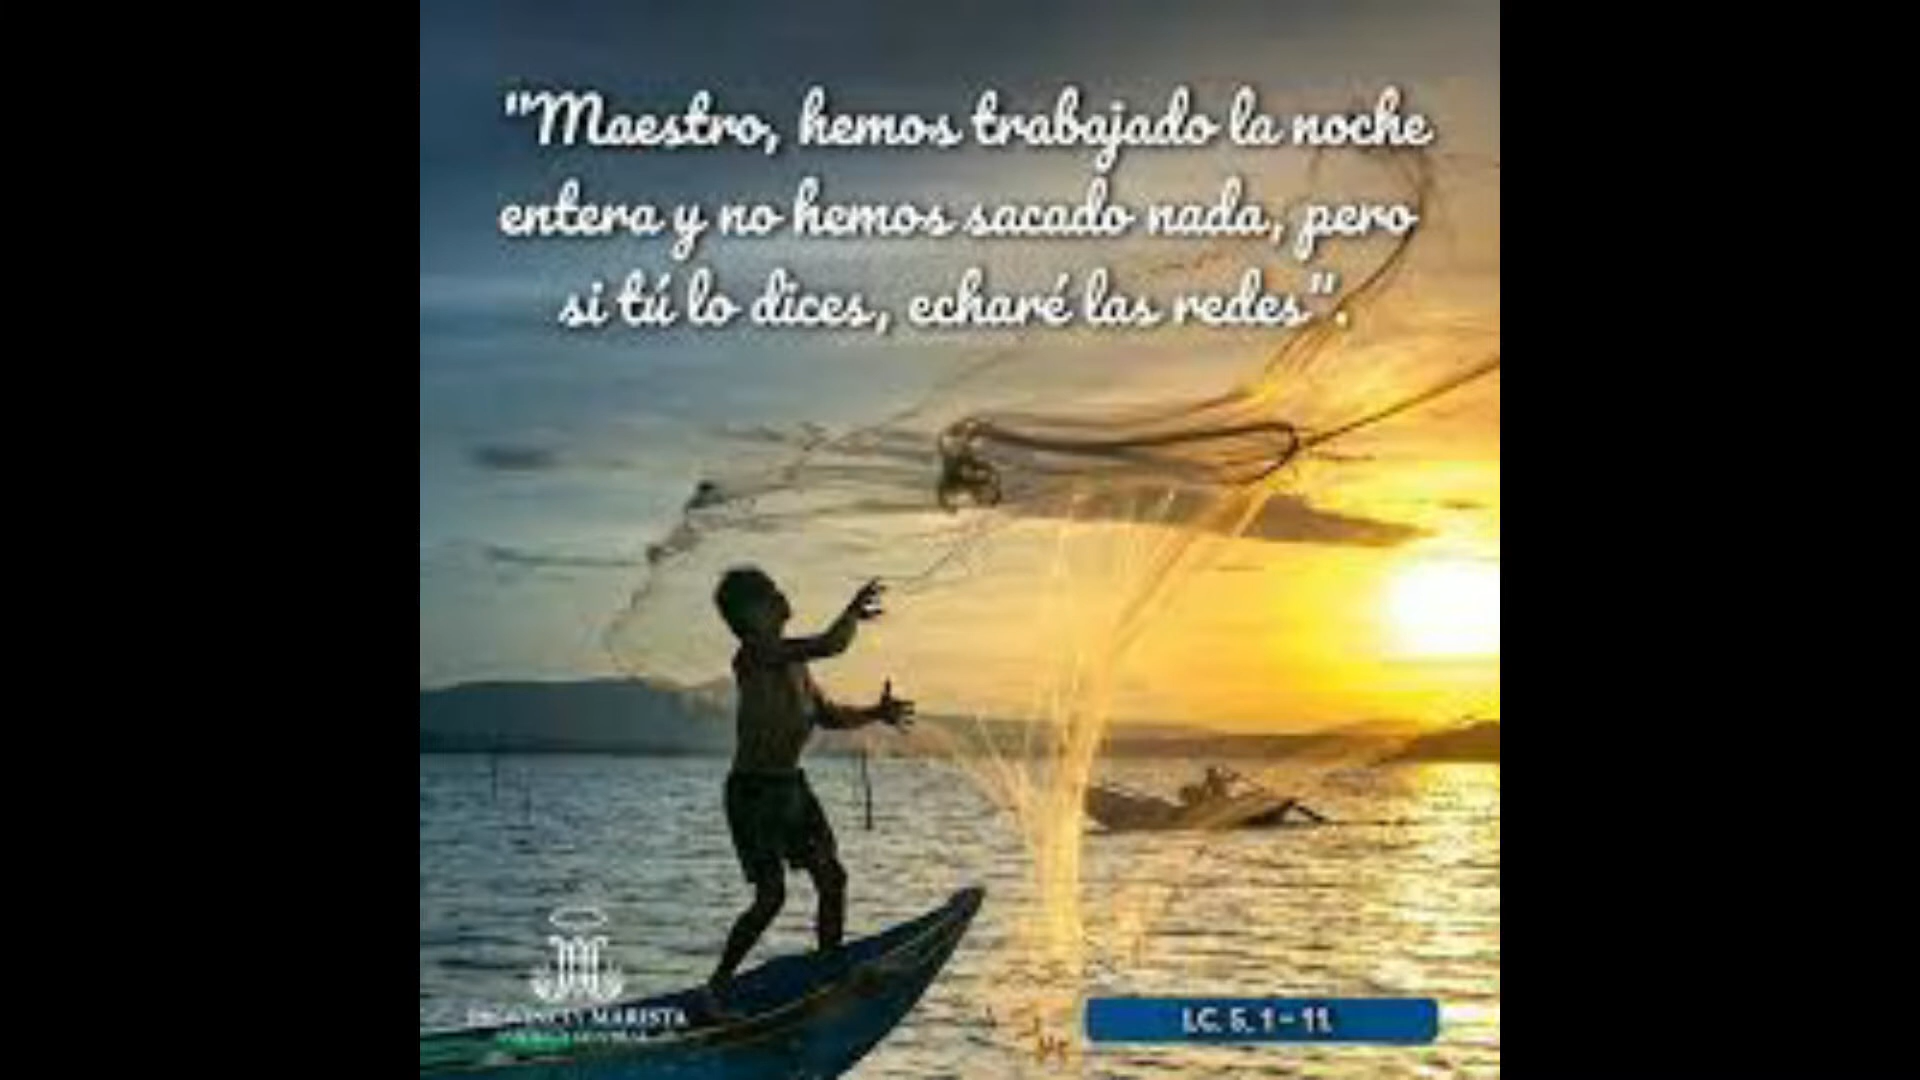 "Maestro, hemos trabajado la noche
entera y no hemos sacado nada, pero
si tú lo dices, echaré las redes".
MARISTA
LC. 5, 1 - 11.